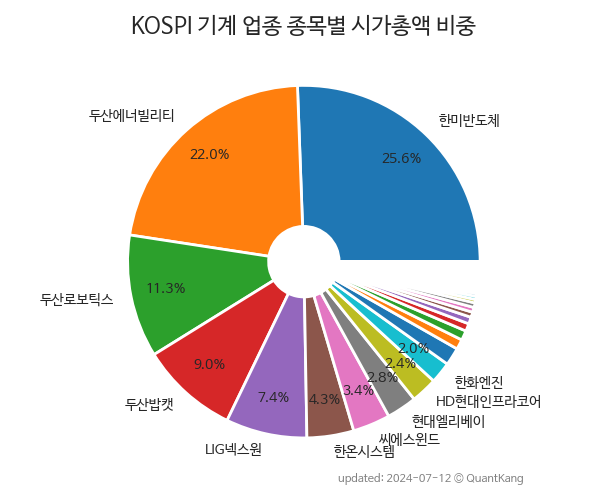 KOSPI 기계 업종 종목별 시가총액 비중
한미반도체
25.6%
두산에너빌리티
22.0%
두산로보틱스
11.3%
두산밥캣
9.0%
LIG넥스원
7.4%
한온시스템
4.3%
씨에스윈드
3.4%
현대엘리베이
2.8%
HD현대인프라코어
2.4%
한화엔진
2.0%
updated: 2024-07-12 © QuantKang